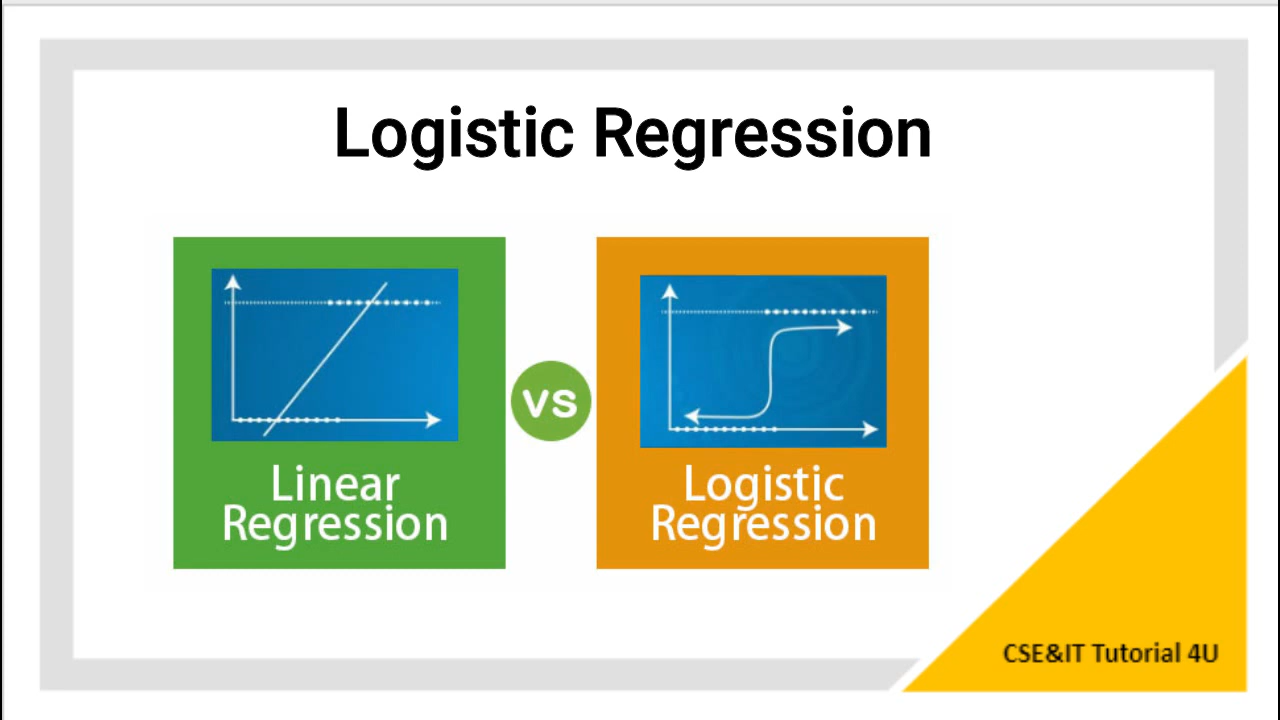 Logistic Regression
Linear
Regression
vs
Logistic
Regression
CSE&IT Tutorial 4U